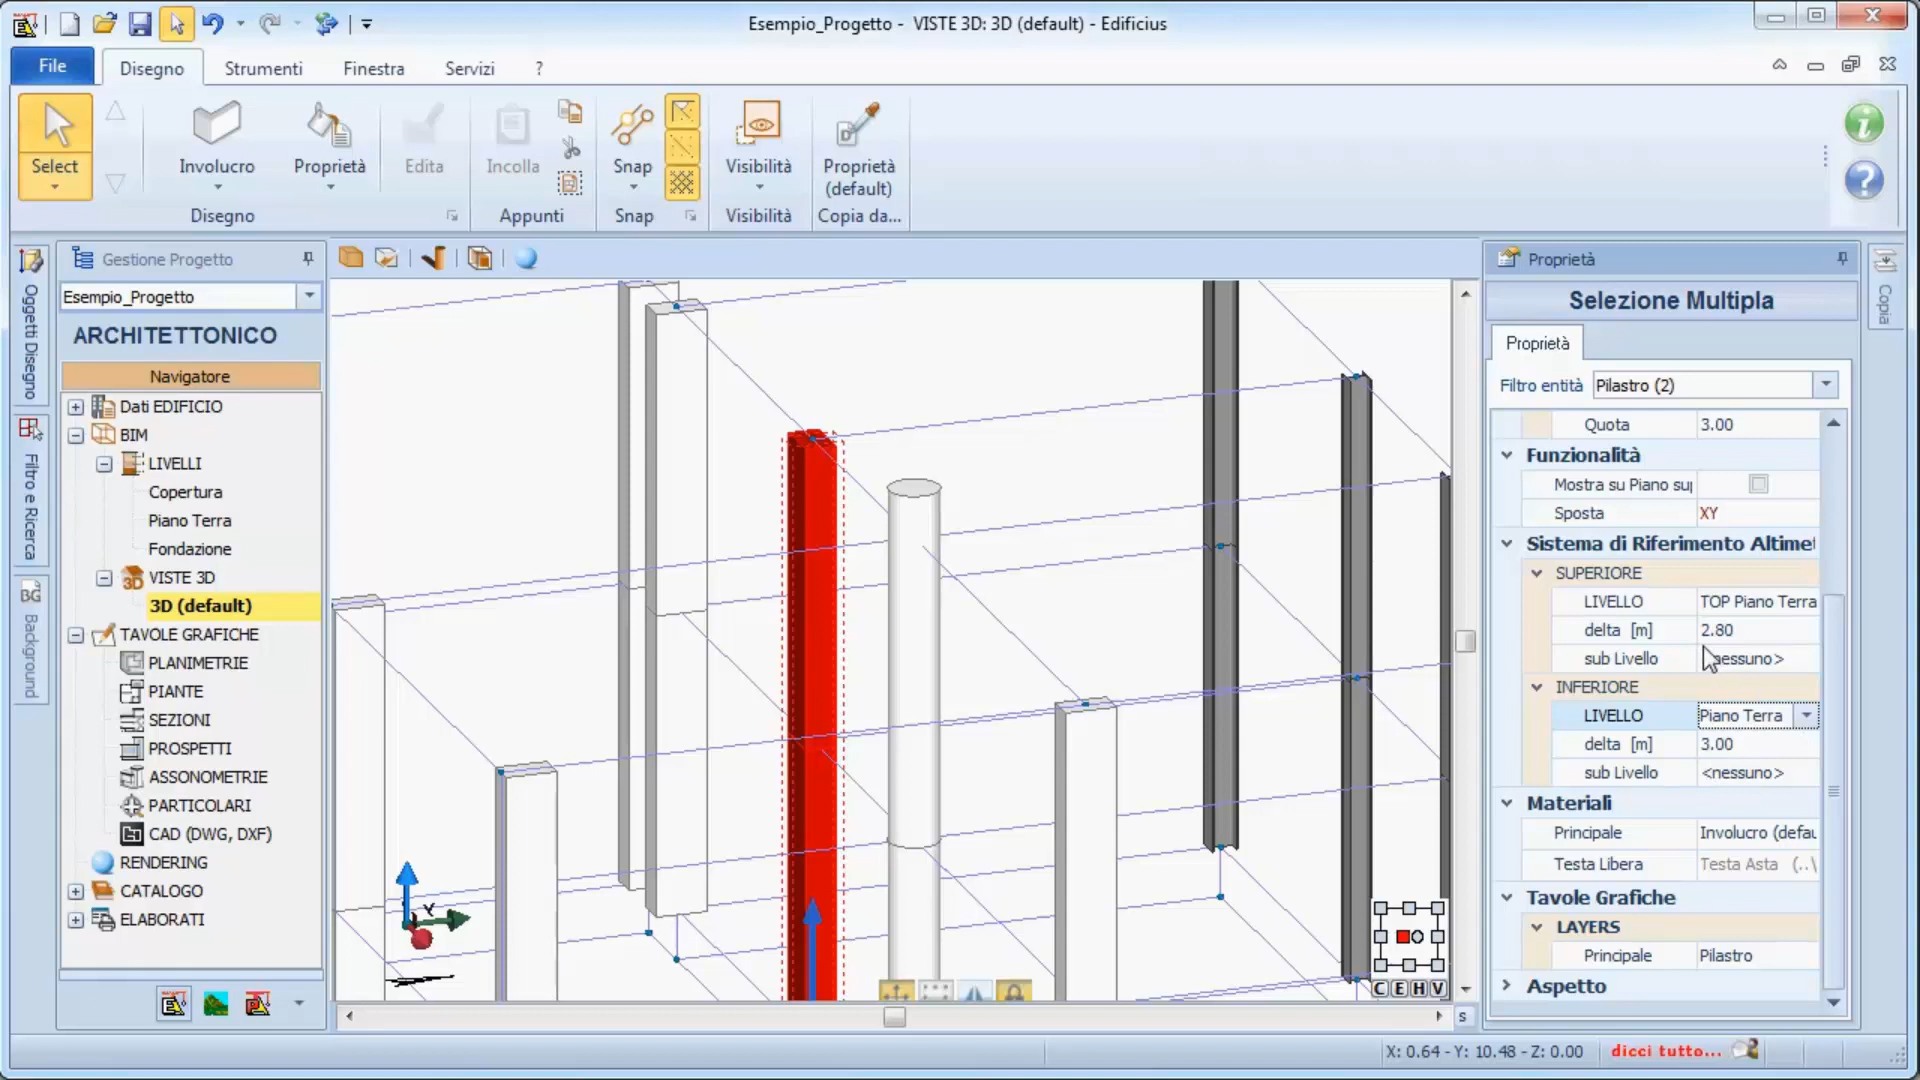 Esempio_Progetto - VISTE 3D: 3D (default) - Edificius
File
Disegno
Strumenti
Finestra
Servizi
?
Select
Involucro
Proprietà
Edita
Incolla
Snap
Visibilità
Proprietà
(default)
Disegno
Appunti
Snap
Visibilità
Copia da...
Oggetti Disegno
Filtro e Ricerca
BG
Background
Gestione Progetto
Esempio_Progetto
ARCHITETTONICO
Navigatore
Dati EDIFICIO
BIM
LIVELLI
Copertura
Piano Terra
Fondazione
3D
VISTE 3D
3D (default)
TAVOLE GRAFICHE
PLANIMETRIE
PIANTE
SEZIONI
PROSPETTI
ASSONOMETRIE
PARTICOLARI
CAD (DWG, DXF)
RENDERING
CATALOGO
ELABORATI
Y
C E H V
S
Proprietà
Selezione Multipla
Proprietà
Filtro entità Pilastro (2)
Quota 3.00
Funzionalità
Mostra su Piano su
Sposta XY
Sistema di Riferimento Altime
SUPERIORE
LIVELLO TOP Piano Terra
delta [m] 2.80
sub Livello <nessuno>
INFERIORE
LIVELLO Piano Terra
delta [m] 3.00
sub Livello <nessuno>
Materiali
Principale Involucro (defau
Testa Libera Testa Asta (..\
Tavole Grafiche
LAYERS
Principale Pilastro
Aspetto
Copia
X: 0.64 - Y: 10.48 - Z: 0.00
dicci tutto...